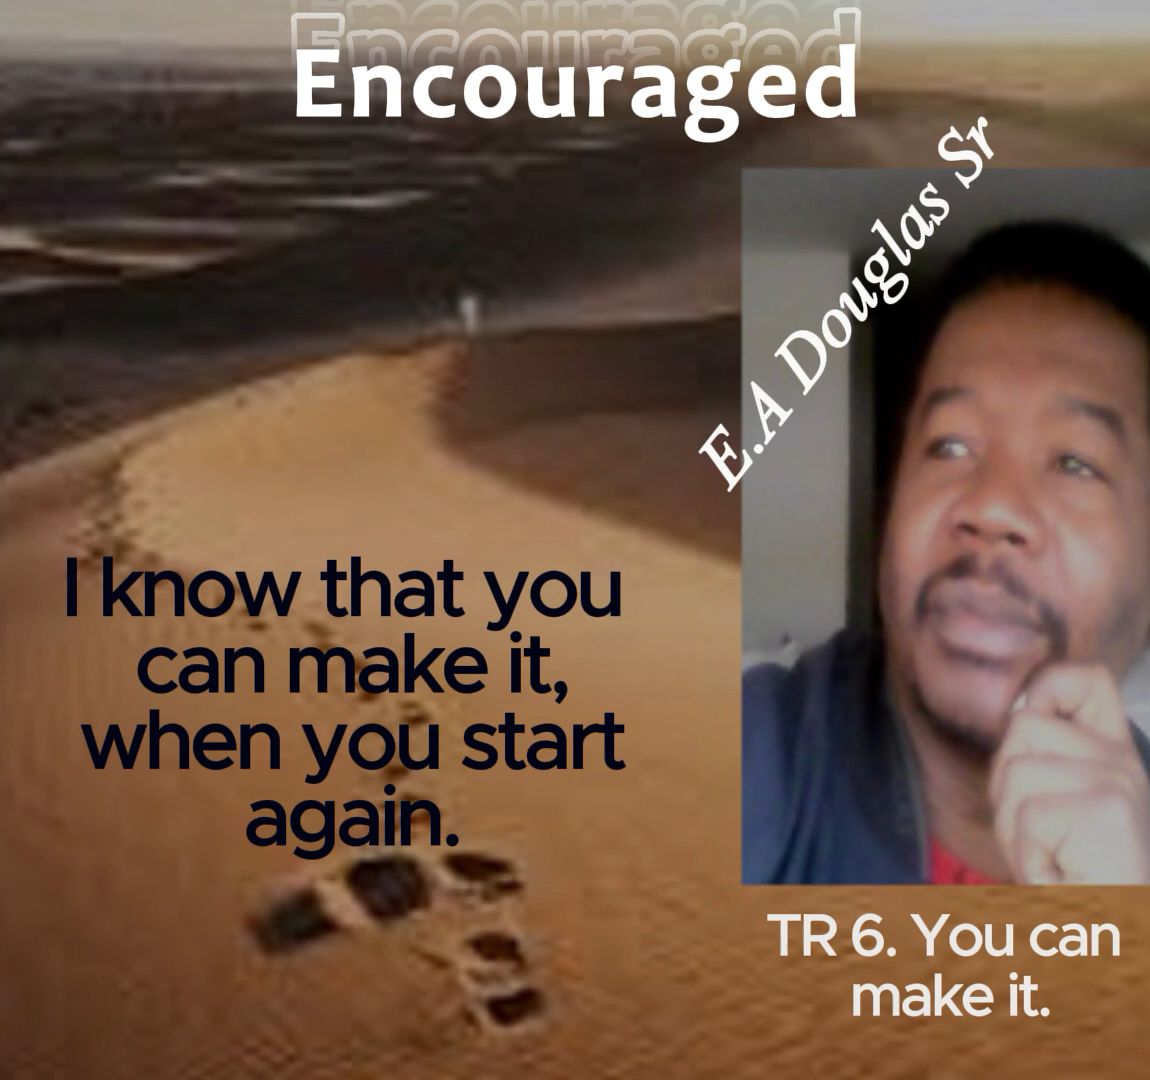 Encouraged
E.A Douglas Sr
I know that you
can make it,
when you start
again.
TR 6. You can
make it.